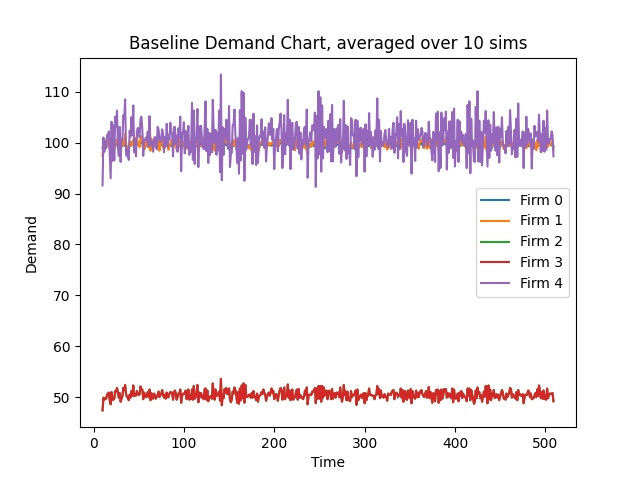 Baseline Demand Chart, averaged over 10 sims
110
100
90
80
70
60
50
Demand
Firm 0
Firm 1
Firm 2
Firm 3
Firm 4
0 100 200 300 400 500
Time